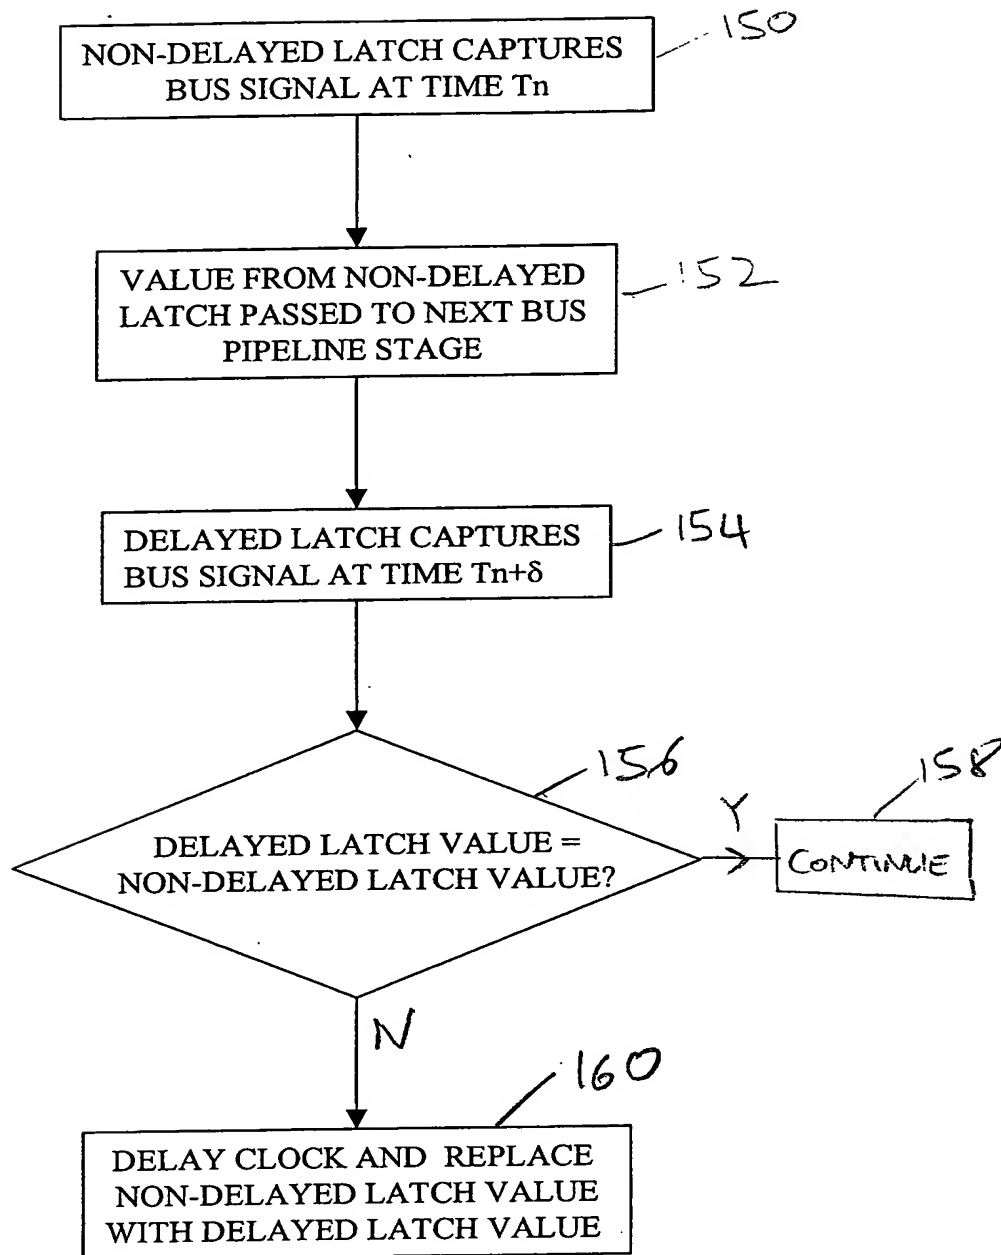 150
NON-DELAYED LATCH CAPTURES
BUS SIGNAL AT TIME Tn
152
VALUE FROM NON-DELAYED
LATCH PASSED TO NEXT BUS
PIPELINE STAGE
154
DELAYED LATCH CAPTURES
BUS SIGNAL AT TIME Tn+δ
156
158
Y
DELAYED LATCH VALUE =
NON-DELAYED LATCH VALUE?
CONTINUE
N
160
DELAY CLOCK AND REPLACE
NON-DELAYED LATCH VALUE
WITH DELAYED LATCH VALUE